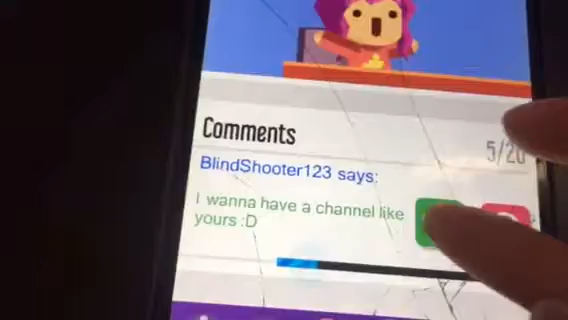 Comments
5/20
BlindShooter123 says:
I wanna have a channel like
yours :D